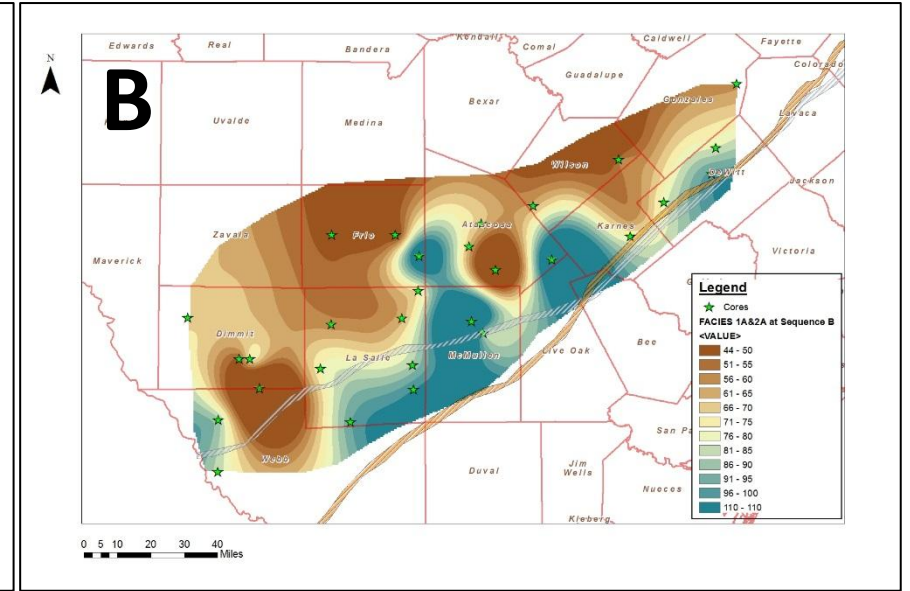 B
N
Edwards
Real
Bandera
Kendall
Comal
Caldwell
Fayette
Colorado
Guadalupe
Bexar
Gonzales
Lavaca
Uvalde
Medina
Wilson
DeWitt
Jackson
Zavala
Frio
Atascosa
Karnes
Victoria
Maverick
Dimmit
La Salle
McMullen
Live Oak
Bee
Webb
Duval
Jim
Wells
San Pa
Nueces
Kleberg
Legend
Cores
FACIES 1A&2A at Sequence B
<VALUE>
44 - 50
51 - 55
56 - 60
61 - 65
66 - 70
71 - 75
76 - 80
81 - 85
86 - 90
91 - 95
96 - 100
110 - 110
0 5 10 20 30 40
Miles